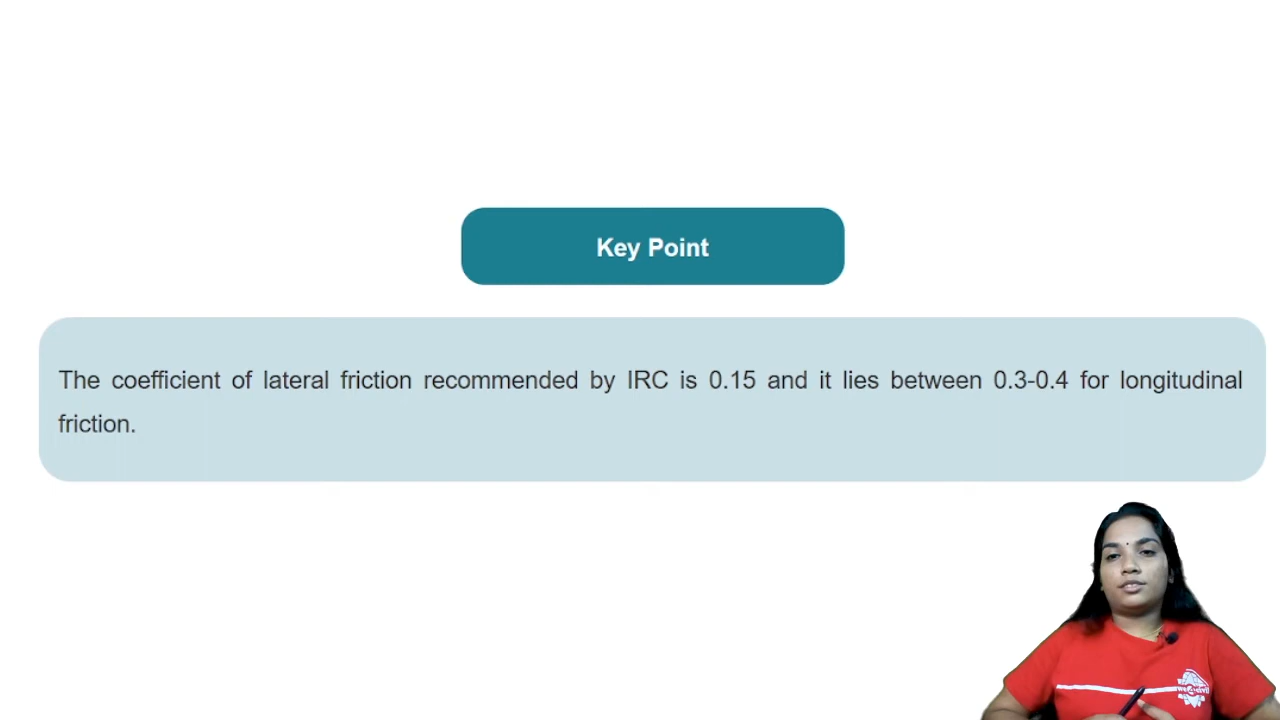 Key Point
The coefficient of lateral friction recommended by IRC is 0.15 and it lies between 0.3-0.4 for longitudinal
friction.